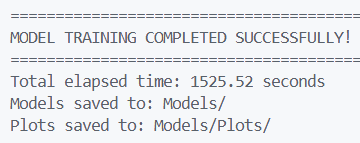 ========================================
MODEL TRAINING COMPLETED SUCCESSFULLY!
========================================
Total elapsed time: 1525.52 seconds
Models saved to: Models/
Plots saved to: Models/Plots/